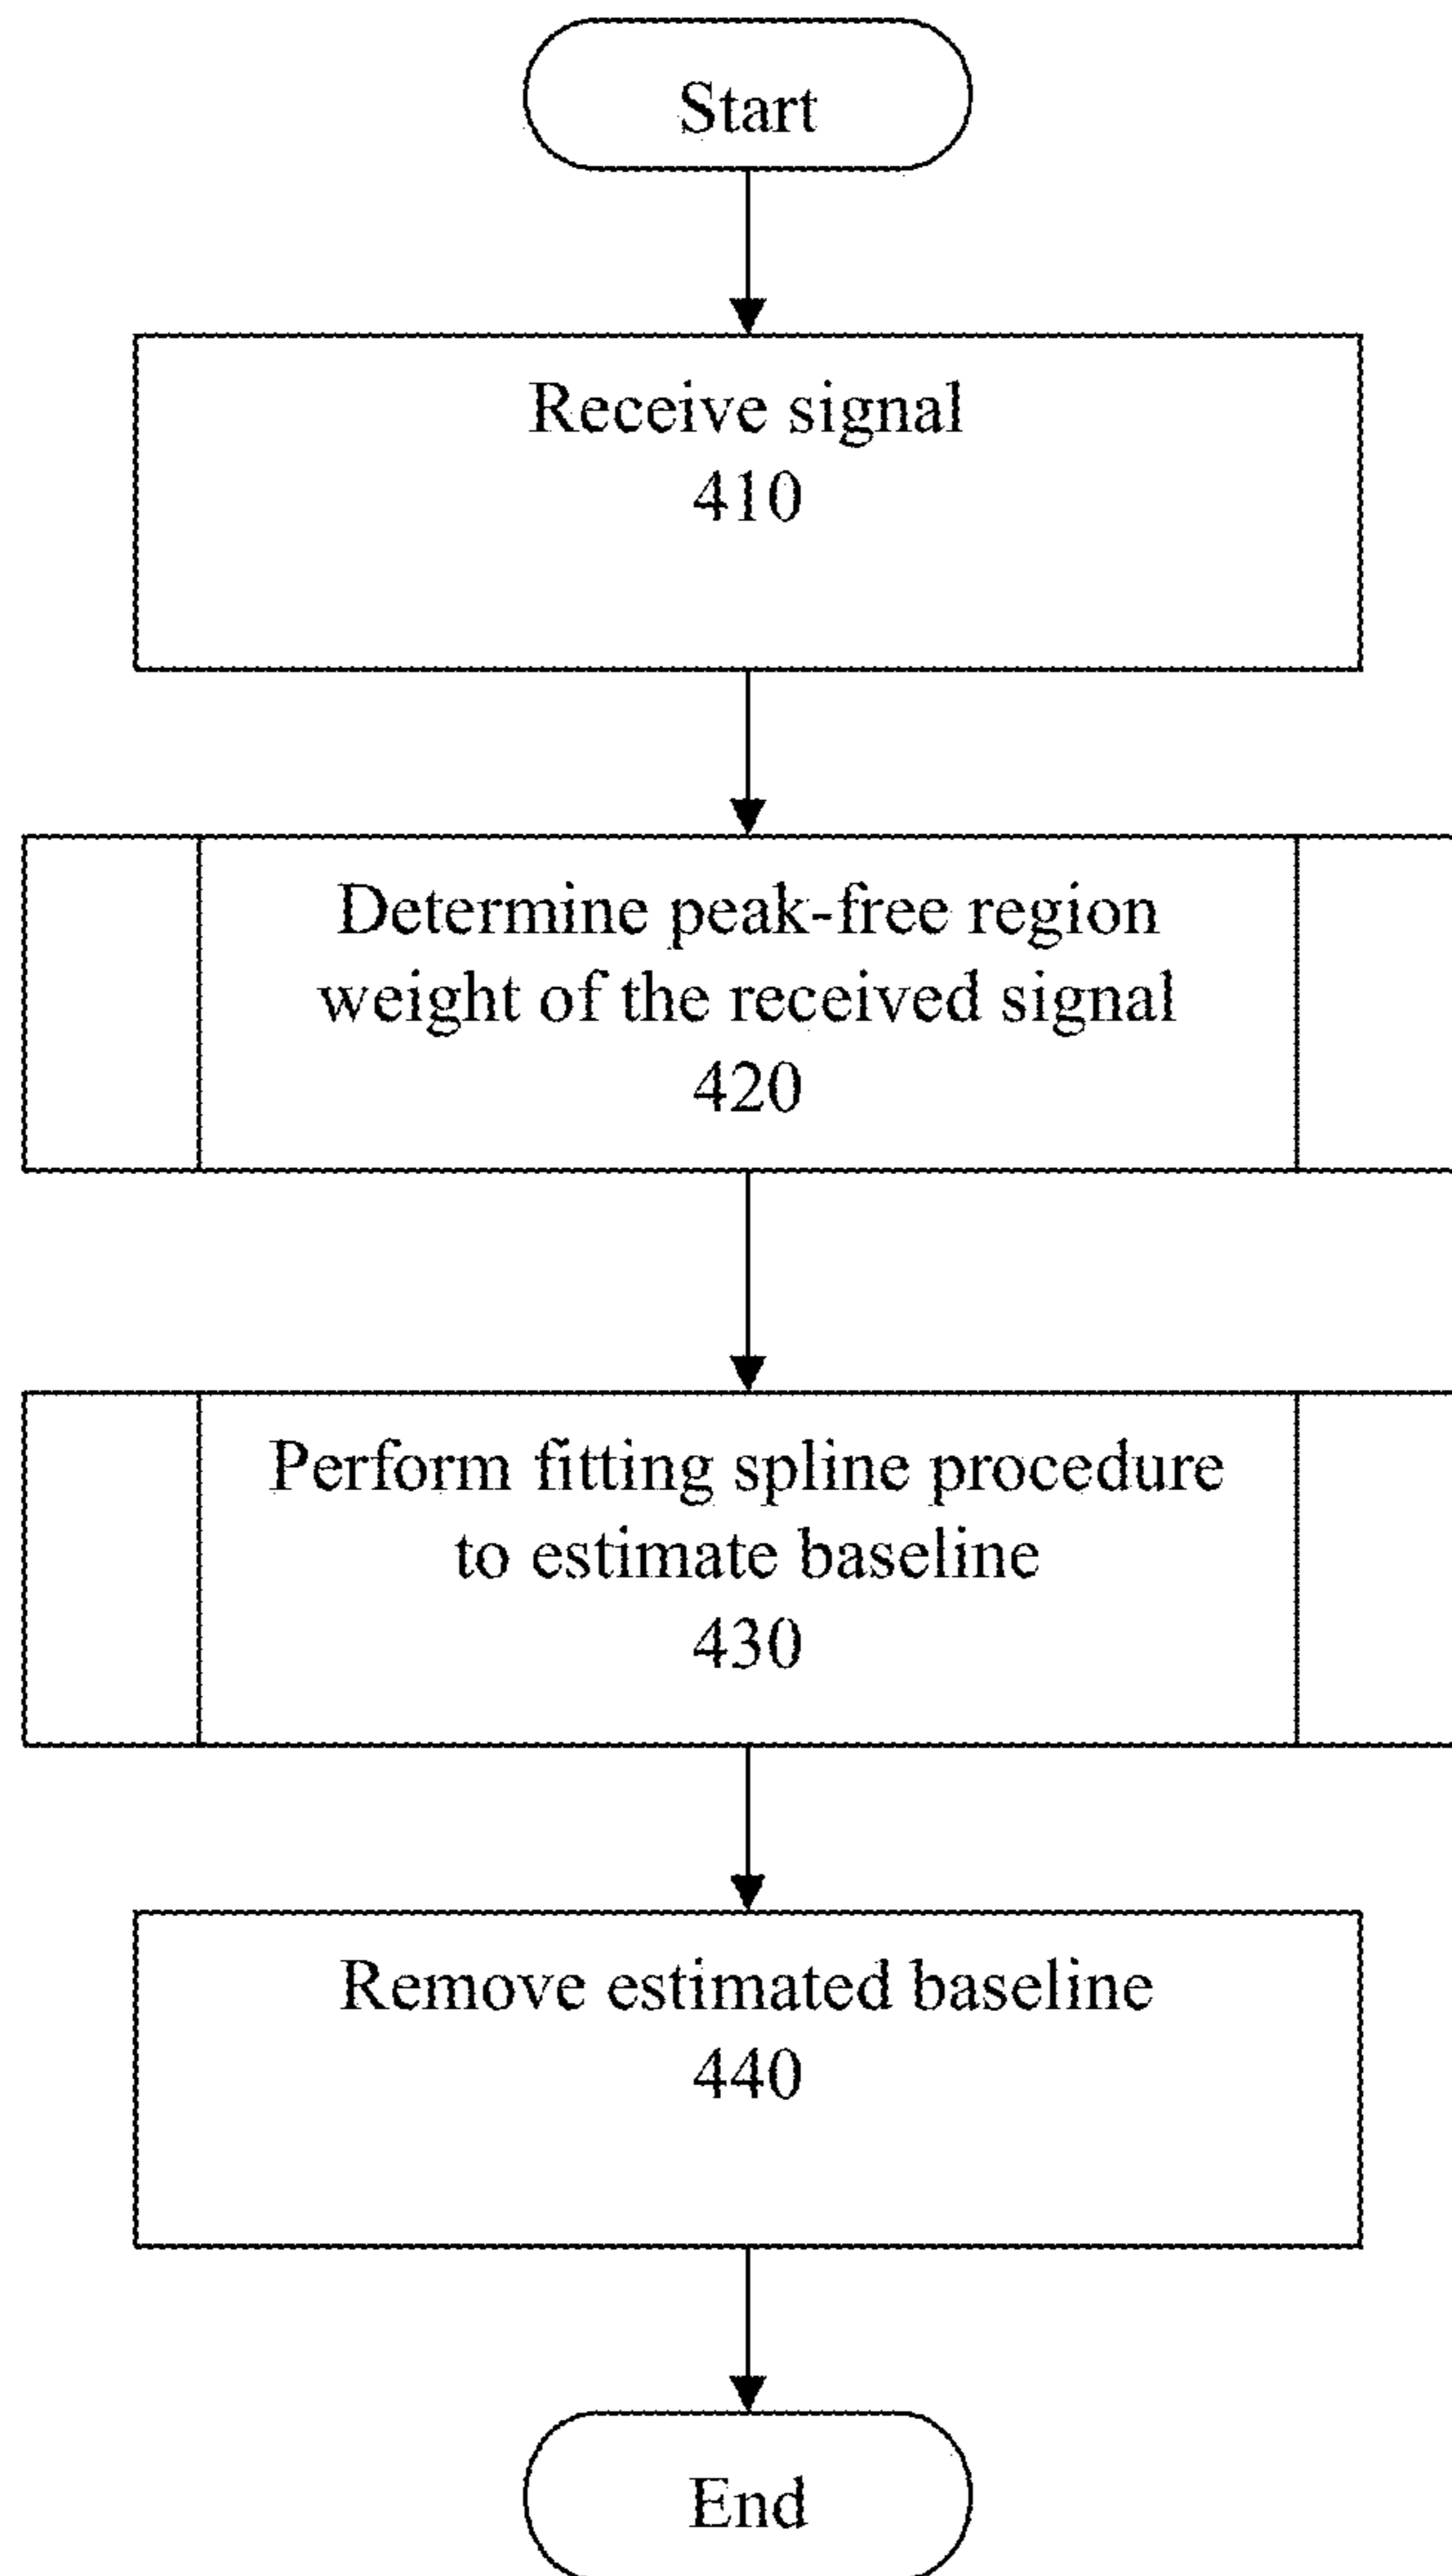 Start
Receive signal
410
Determine peak-free region
weight of the received signal
420
Perform fitting spline procedure
to estimate baseline
430
Remove estimated baseline
440
End